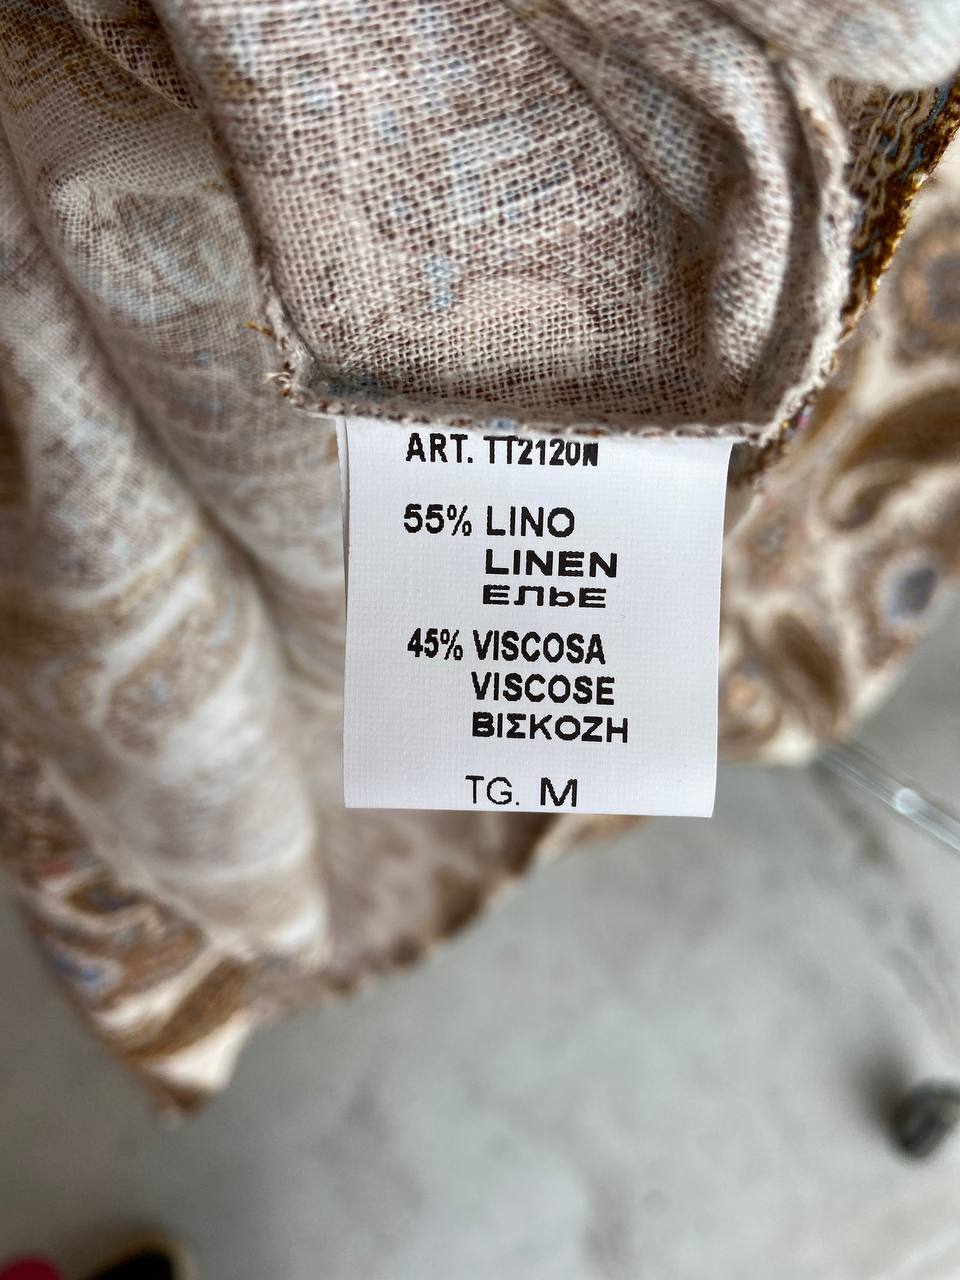 ART. TT2120N
55% LINO
LINEN
ЕЛЬЕ
45% VISCOSA
VISCOSE
ΒΙΣΚΟΖΗ
TG. M